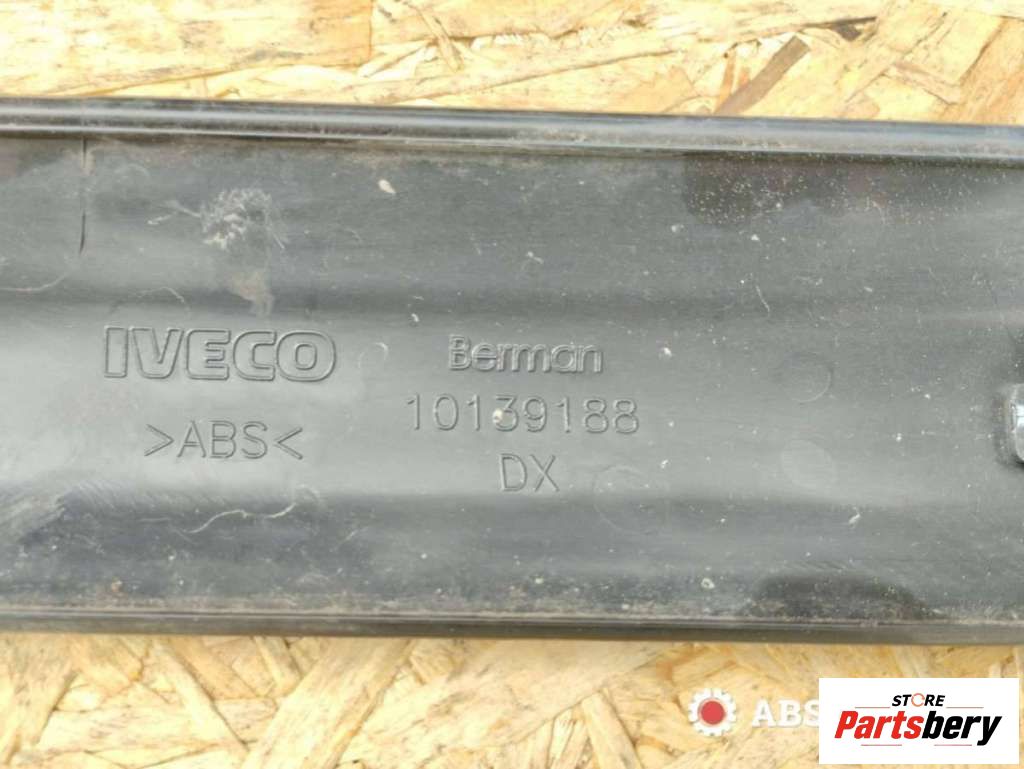 IVECO
>ABS<
Berman
10139188
DX
ABS
STORE
Partsbery